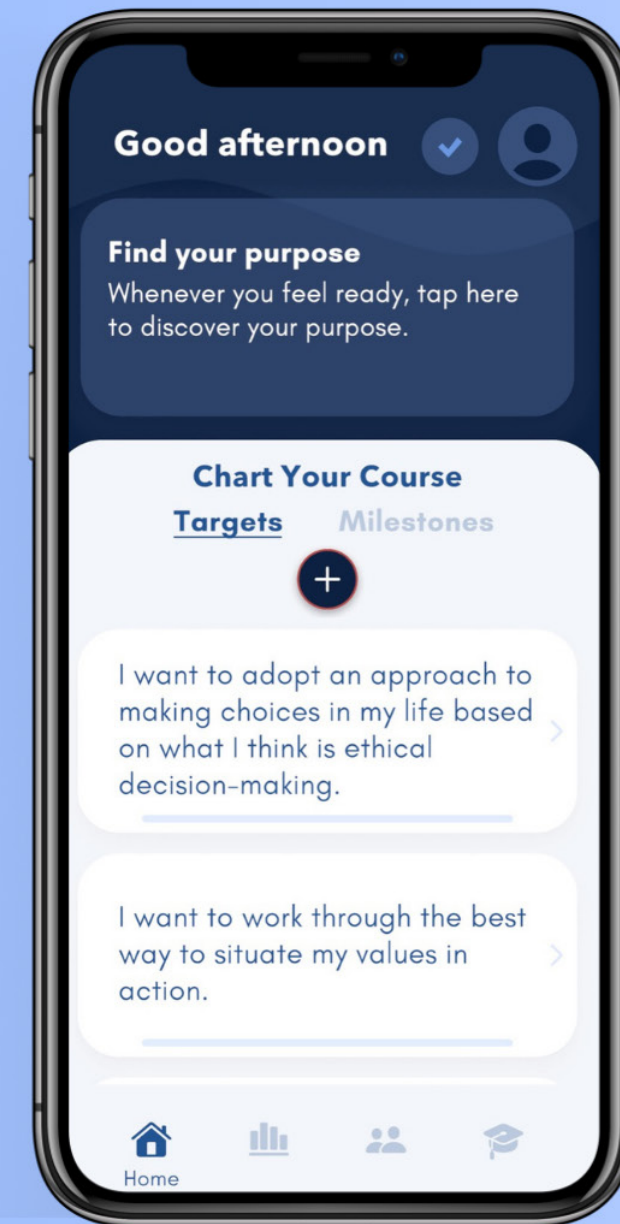 Good afternoon
Find your purpose
Whenever you feel ready, tap here
to discover your purpose.
Chart Your Course
Targets Milestones
I want to adopt an approach to
making choices in my life based
on what I think is ethical
decision-making.
I want to work through the best
way to situate my values in
action.
Home